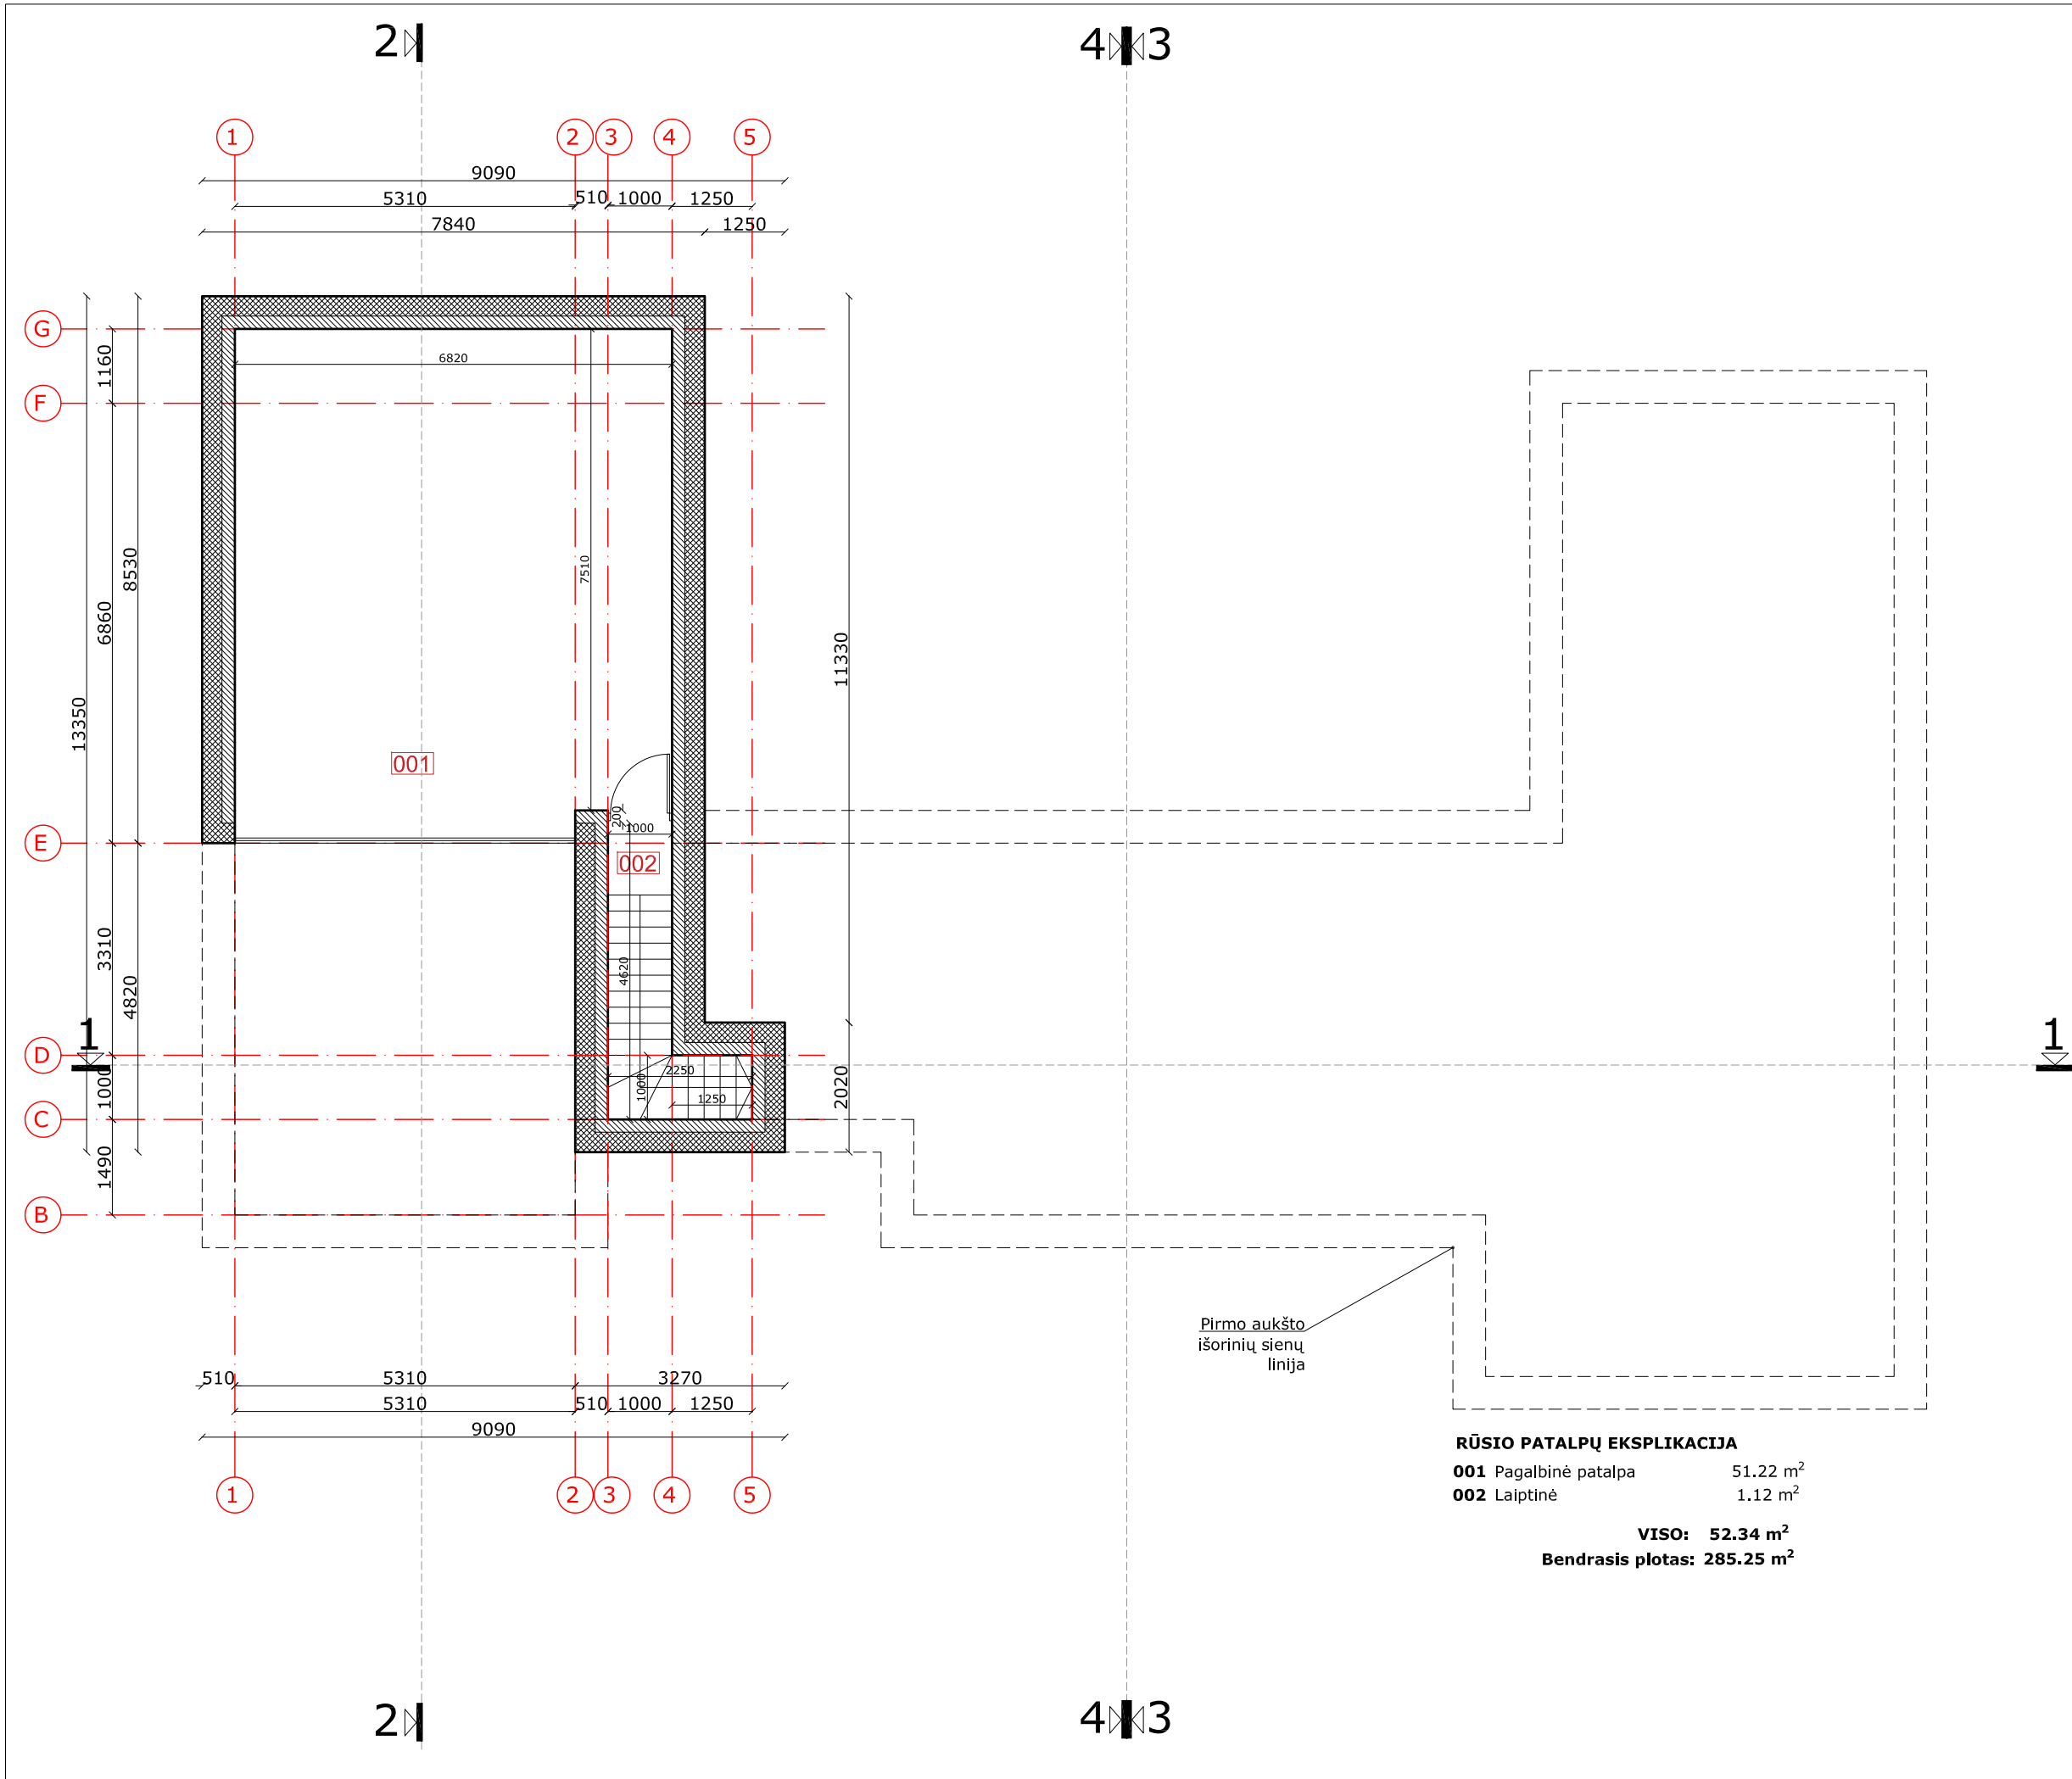 2 4 3
1 2 3 4 5
9090
5310 510 1000 1250
7840 1250
G
1160
6820
F
8530
7510
6860
11330
13350
001
200
E
1000
002
3310
4620
4820
1 1
D
2250
1000
1000
2020
1250
C
1490
B
Pirmo aukšto
išorinių sienų
linija
510 5310 3270
5310 510 1000 1250
9090
RŪSIO PATALPŲ EKSPLIKACIJA
001 Pagalbinė patalpa 51.22 m²
002 Laiptinė 1.12 m²
1 2 3 4 5
VISO: 52.34 m²
Bendrasis plotas: 285.25 m²
2 4 3